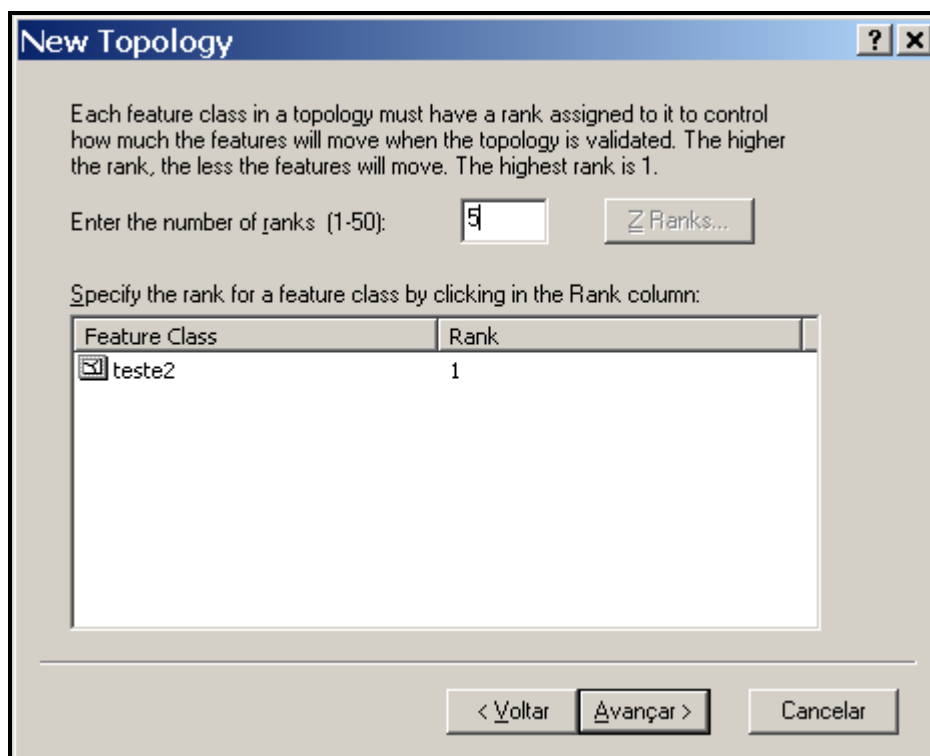 New Topology
Each feature class in a topology must have a rank assigned to it to control
how much the features will move when the topology is validated. The higher
the rank, the less the features will move. The highest rank is 1.
Enter the number of ranks (1-50): 5 Z Ranks...
Specify the rank for a feature class by clicking in the Rank column:
Feature Class Rank
teste2 1
< Voltar Avançar > Cancelar